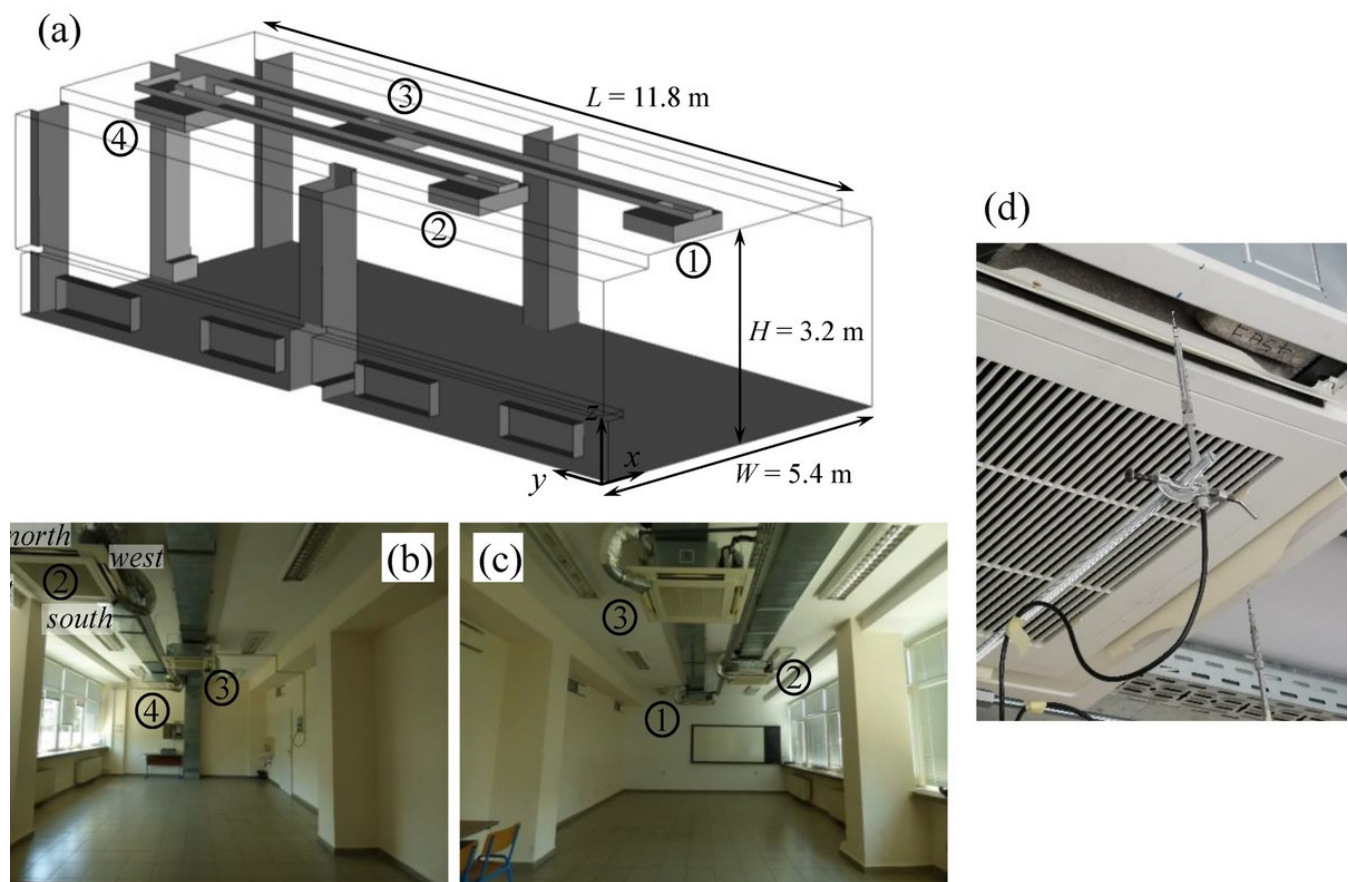 (a)
L = 11.8 m
③
④
②
①
H = 3.2 m
z
x
y
W = 5.4 m
(d)
EAST
north
west
(b)
②
south
③
④
(c)
③
②
①